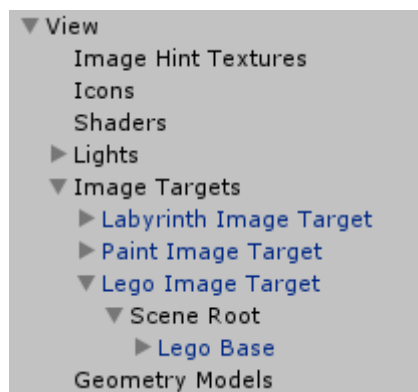 View
Image Hint Textures
Icons
Shaders
Lights
Image Targets
Labyrinth Image Target
Paint Image Target
Lego Image Target
Scene Root
Lego Base
Geometry Models